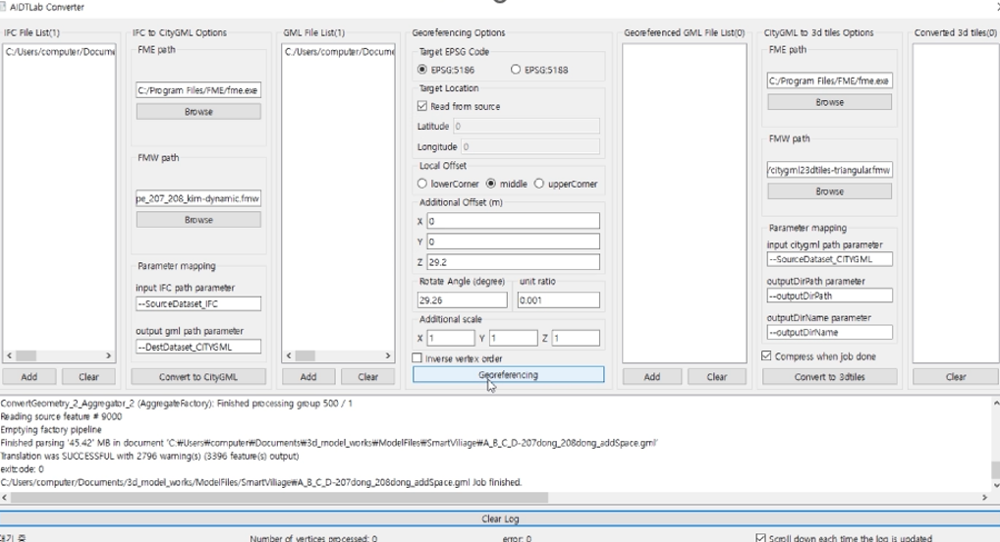 AIDTLab Converter
IFC File List(1)
C:/Users/computer/Docume
Add
Clear
IFC to CityGML Options
FME path
C:/Program Files/FME/fme.exe
Browse
FMW path
pe_207_208_kim-dynamic.fmw
Browse
Parameter mapping
input IFC path parameter
--SourceDataset_IFC
output gml path parameter
--DestDataset_CITYGML
Convert to CityGML
GML File List(1)
C:/Users/computer/Docume
Add
Clear
Georeferencing Options
Target EPSG Code
EPSG:5186
EPSG:5188
Target Location
Read from source
Latitude 0
Longitude 0
Local Offset
lowerCorner
middle
upperCorner
Additional Offset (m)
X 0
Y 0
Z 29.2
Rotate Angle (degree)
unit ratio
29.26
0.001
Additional scale
X 1 Y 1 Z 1
Inverse vertex order
Georeferencing
Georeferenced GML File List(0)
Add
Clear
CityGML to 3d tiles Options
FME path
C:/Program Files/FME/fme.exe
Browse
FMW path
/citygml23dtiles-triangular.fmw
Browse
Parameter mapping
input citygml path parameter
--SourceDataset_CITYGML
outputDirPath parameter
--outputDirPath
outputDirName parameter
--outputDirName
Compress when job done
Convert to 3dtiles
Converted 3d tiles(0)
Clear
ConvertGeometry_2_Aggregator_2 (AggregateFactory): Finished processing group 500 / 1
Reading source feature # 9000
Emptying factory pipeline
Finished parsing '45.42' MB in document 'C:₩Users₩computer₩Documents₩3d_model_works₩ModelFiles₩SmartViliage₩A_B_C_D-207dong_208dong_addSpace.gml'
Translation was SUCCESSFUL with 2796 warning(s) (3396 feature(s) output)
exitcode: 0
C:/Users/computer/Documents/3d_model_works/ModelFiles/SmartViliage₩A_B_C_D-207dong_208dong_addSpace.gml Job finished.
Clear Log
대기 중
Number of vertices processed: 0
error: 0
Scroll down each time the log is updated